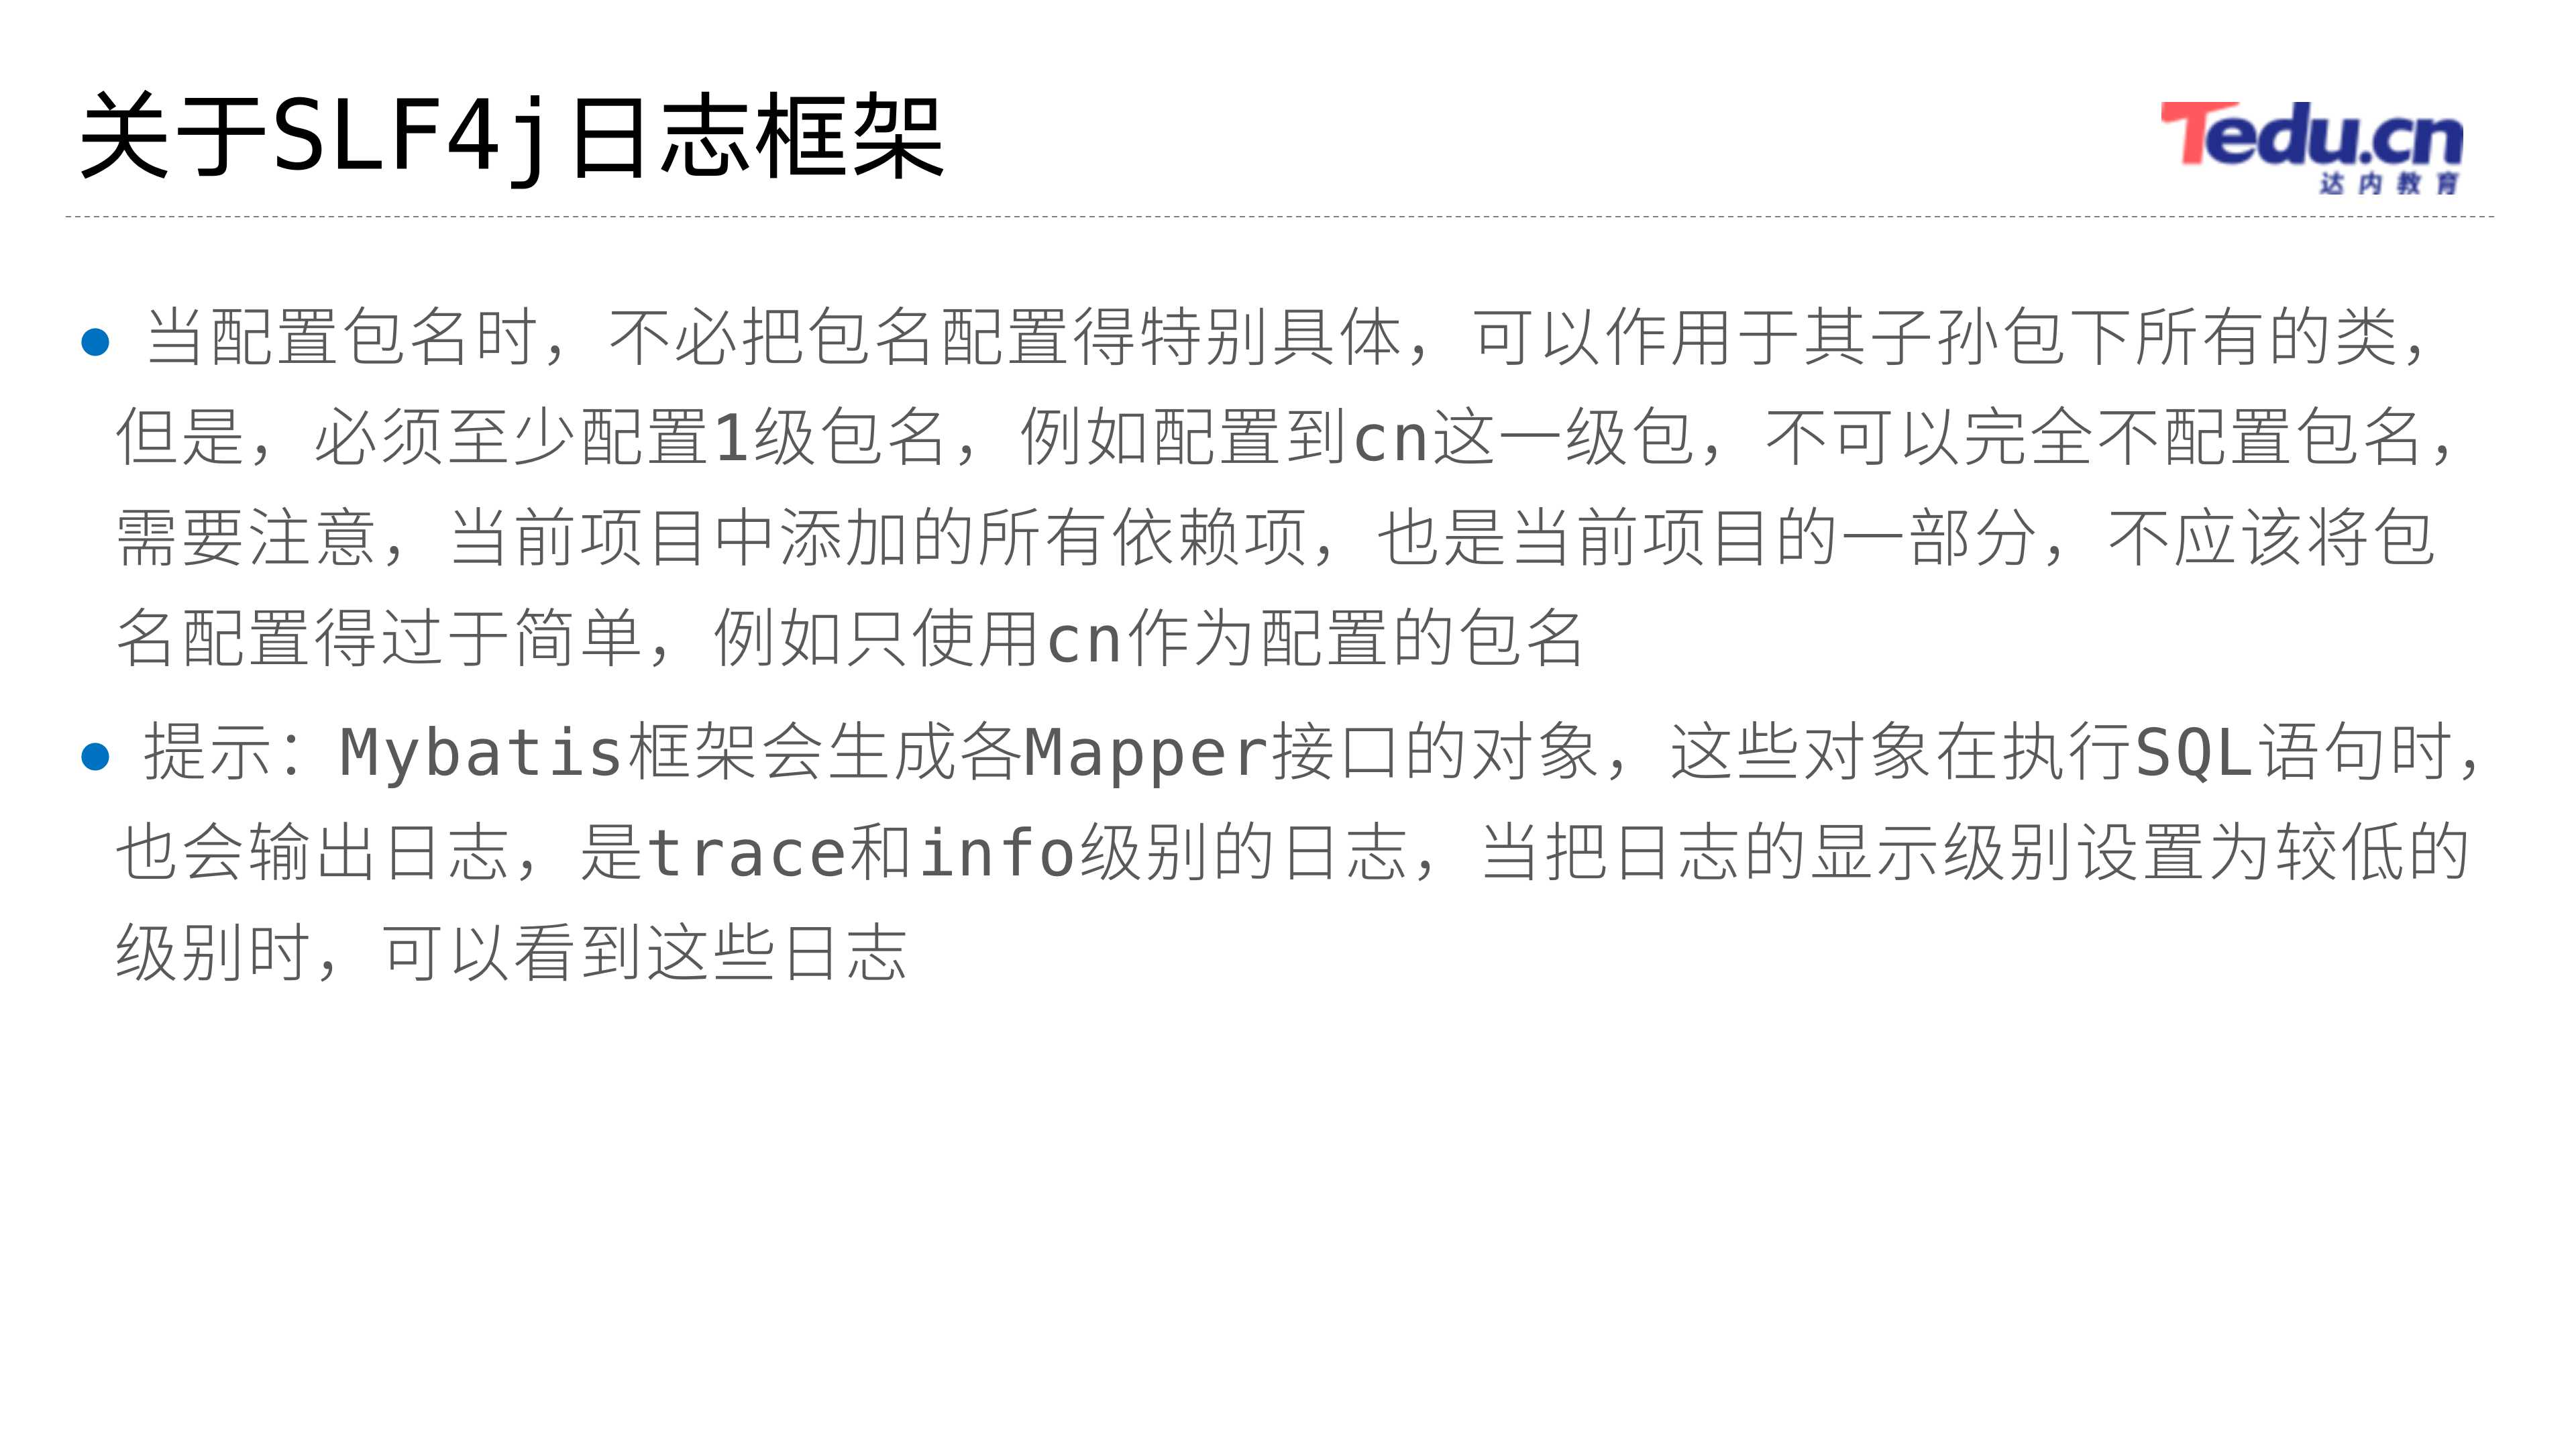 关于SLF4j日志框架
Tedu.cn
达内教育
当配置包名时，不必把包名配置得特别具体，可以作用于其子孙包下所有的类，
但是，必须至少配置1级包名，例如配置到cn这一级包，不可以完全不配置包名，
需要注意，当前项目中添加的所有依赖项，也是当前项目的一部分，不应该将包
名配置得过于简单，例如只使用cn作为配置的包名
提示：Mybatis框架会生成各Mapper接口的对象，这些对象在执行SQL语句时，
也会输出日志，是trace和info级别的日志，当把日志的显示级别设置为较低的
级别时，可以看到这些日志